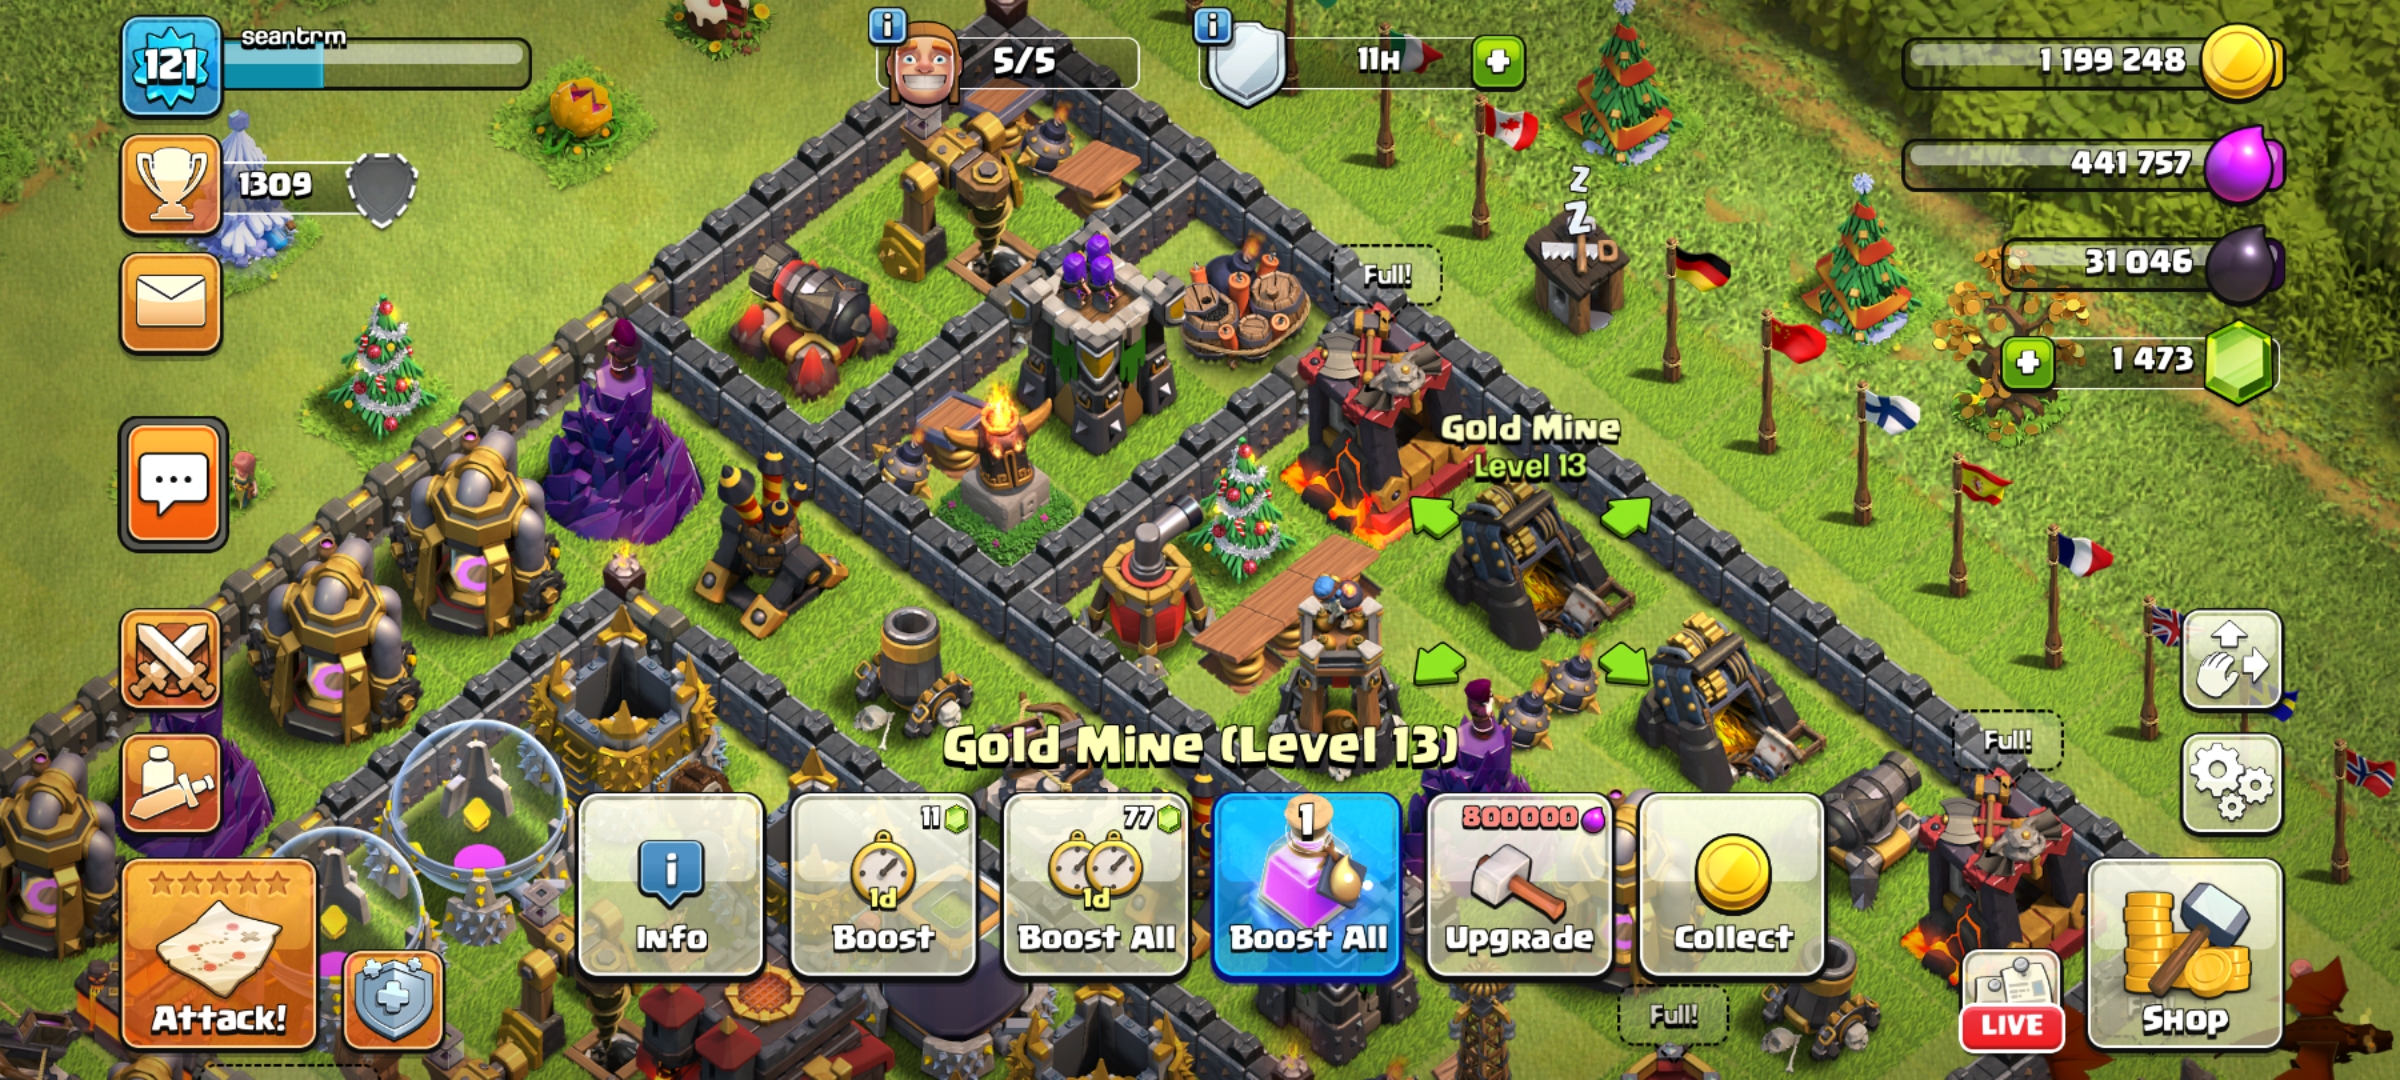 121
seantrm
5/5
11H
1 199 248
1309
441 757
31 046
1 473
Z
Z
Full!
Gold Mine
Level 13
Full!
Gold Mine (Level 13)
11
77
1
800000
1d
1d
Info
Boost
Boost All
Boost All
Upgrade
Collect
Attack!
Full!
LIVE
Shop